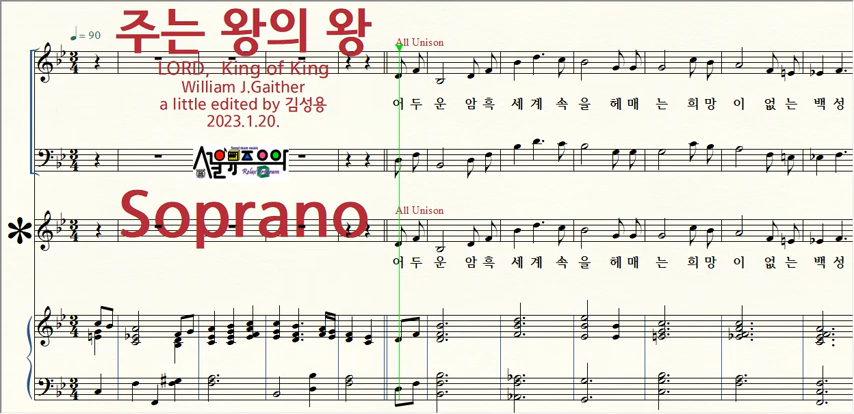 ♩= 90
주는 왕의 왕
All Unison
LORD, King of King
William J.Gaither
a little edited by 김성용
2023.1.20.
어 두 운 암 흑 세 계 속 을 헤 매 는 희 망 이 없 는 백 성
Soprano
All Unison
어 두 운 암 흑 세 계 속 을 헤 매 는 희 망 이 없 는 백 성